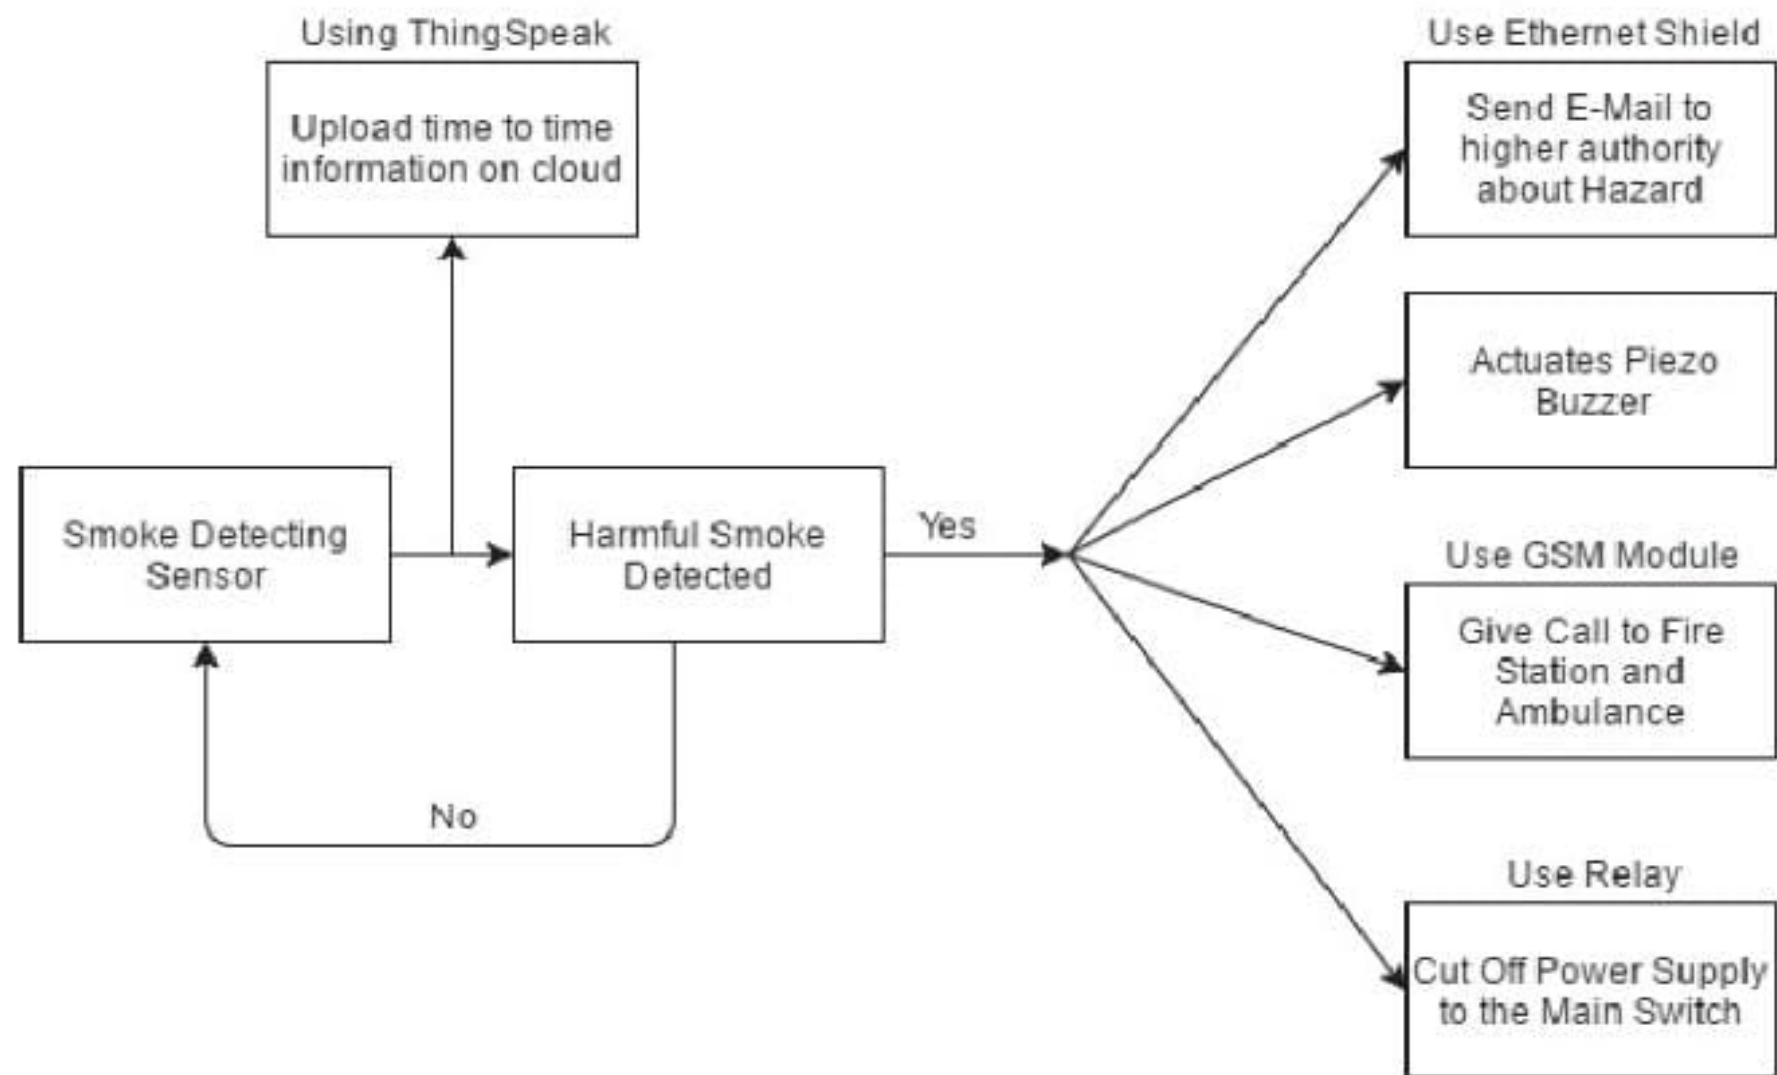 Using ThingSpeak
Upload time to time
information on cloud
Smoke Detecting
Sensor
Harmful Smoke
Detected
No
Yes
Use Ethernet Shield
Send E-Mail to
higher authority
about Hazard
Actuates Piezo
Buzzer
Use GSM Module
Give Call to Fire
Station and
Ambulance
Use Relay
Cut Off Power Supply
to the Main Switch